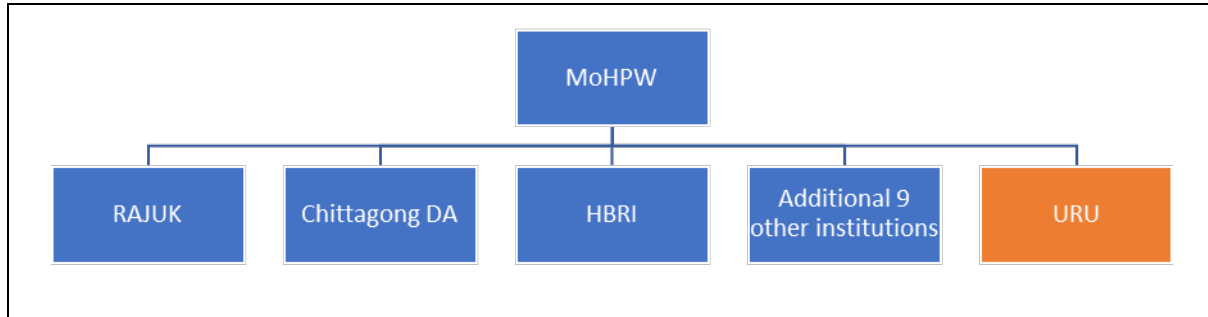 MoHPW
RAJUK
Chittagong DA
HBRI
Additional 9
other institutions
URU